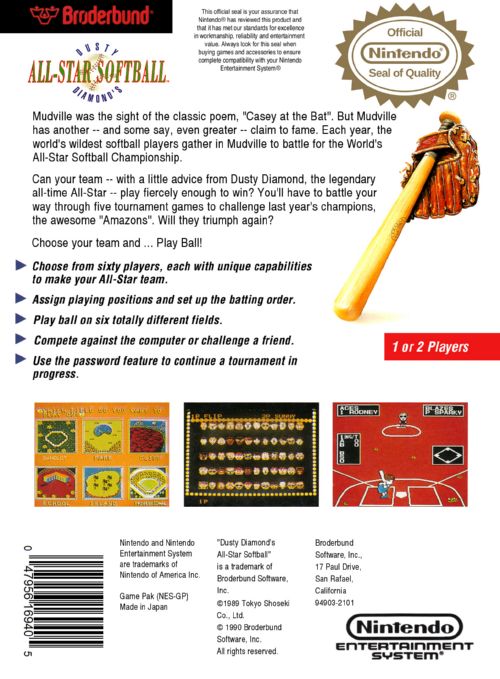 Brøderbund®
This official seal is your assurance that
Nintendo® has reviewed this product and
that it has met our standards for excellence
in workmanship, reliability and entertainment
value. Always look for this seal when
buying games and accessories to ensure
complete compatibility with your Nintendo
Entertainment System®
Official
Nintendo®
Seal of Quality
®
DUSTY
ALL-STAR SOFTBALL
DIAMOND'S
Mudville was the sight of the classic poem, "Casey at the Bat". But Mudville
has another -- and some say, even greater -- claim to fame. Each year, the
world's wildest softball players gather in Mudville to battle for the World's
All-Star Softball Championship.
Can your team -- with a little advice from Dusty Diamond, the legendary
all-time All-Star -- play fiercely enough to win? You'll have to battle your
way through five tournament games to challenge last year's champions,
the awesome "Amazons". Will they triumph again?
Choose your team and ... Play Ball!
Choose from sixty players, each with unique capabilities
to make your All-Star team.
Assign playing positions and set up the batting order.
Play ball on six totally different fields.
Compete against the computer or challenge a friend.
Use the password feature to continue a tournament in
progress.
1 or 2 Players
WHICH FIELD DO YOU WANT TO
SANDLOT PARK
SCHOOL ISLAND
1P FLIP 2P SUNNY
1P
ACES BLAZES
RODNEY P SPARKY
Nintendo and Nintendo
Entertainment System
are trademarks of
Nintendo of America Inc.
Game Pak (NES-GP)
Made in Japan
"Dusty Diamond's
All-Star Softball"
is a trademark of
Broderbund Software,
Inc.
©1989 Tokyo Shoseki
Co., Ltd.
© 1990 Broderbund
Software, Inc.
All rights reserved.
Broderbund
Software, Inc.,
17 Paul Drive,
San Rafael,
California
94903-2101
0 47956 16940 5
Nintendo
ENTERTAINMENT
SYSTEM®